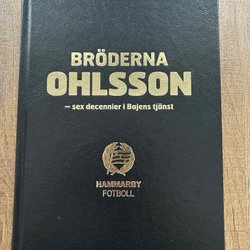 BRÖDERNA
OHLSSON
– sex decennier i Bajens tjänst
HAMMARBY
FOTBOLL